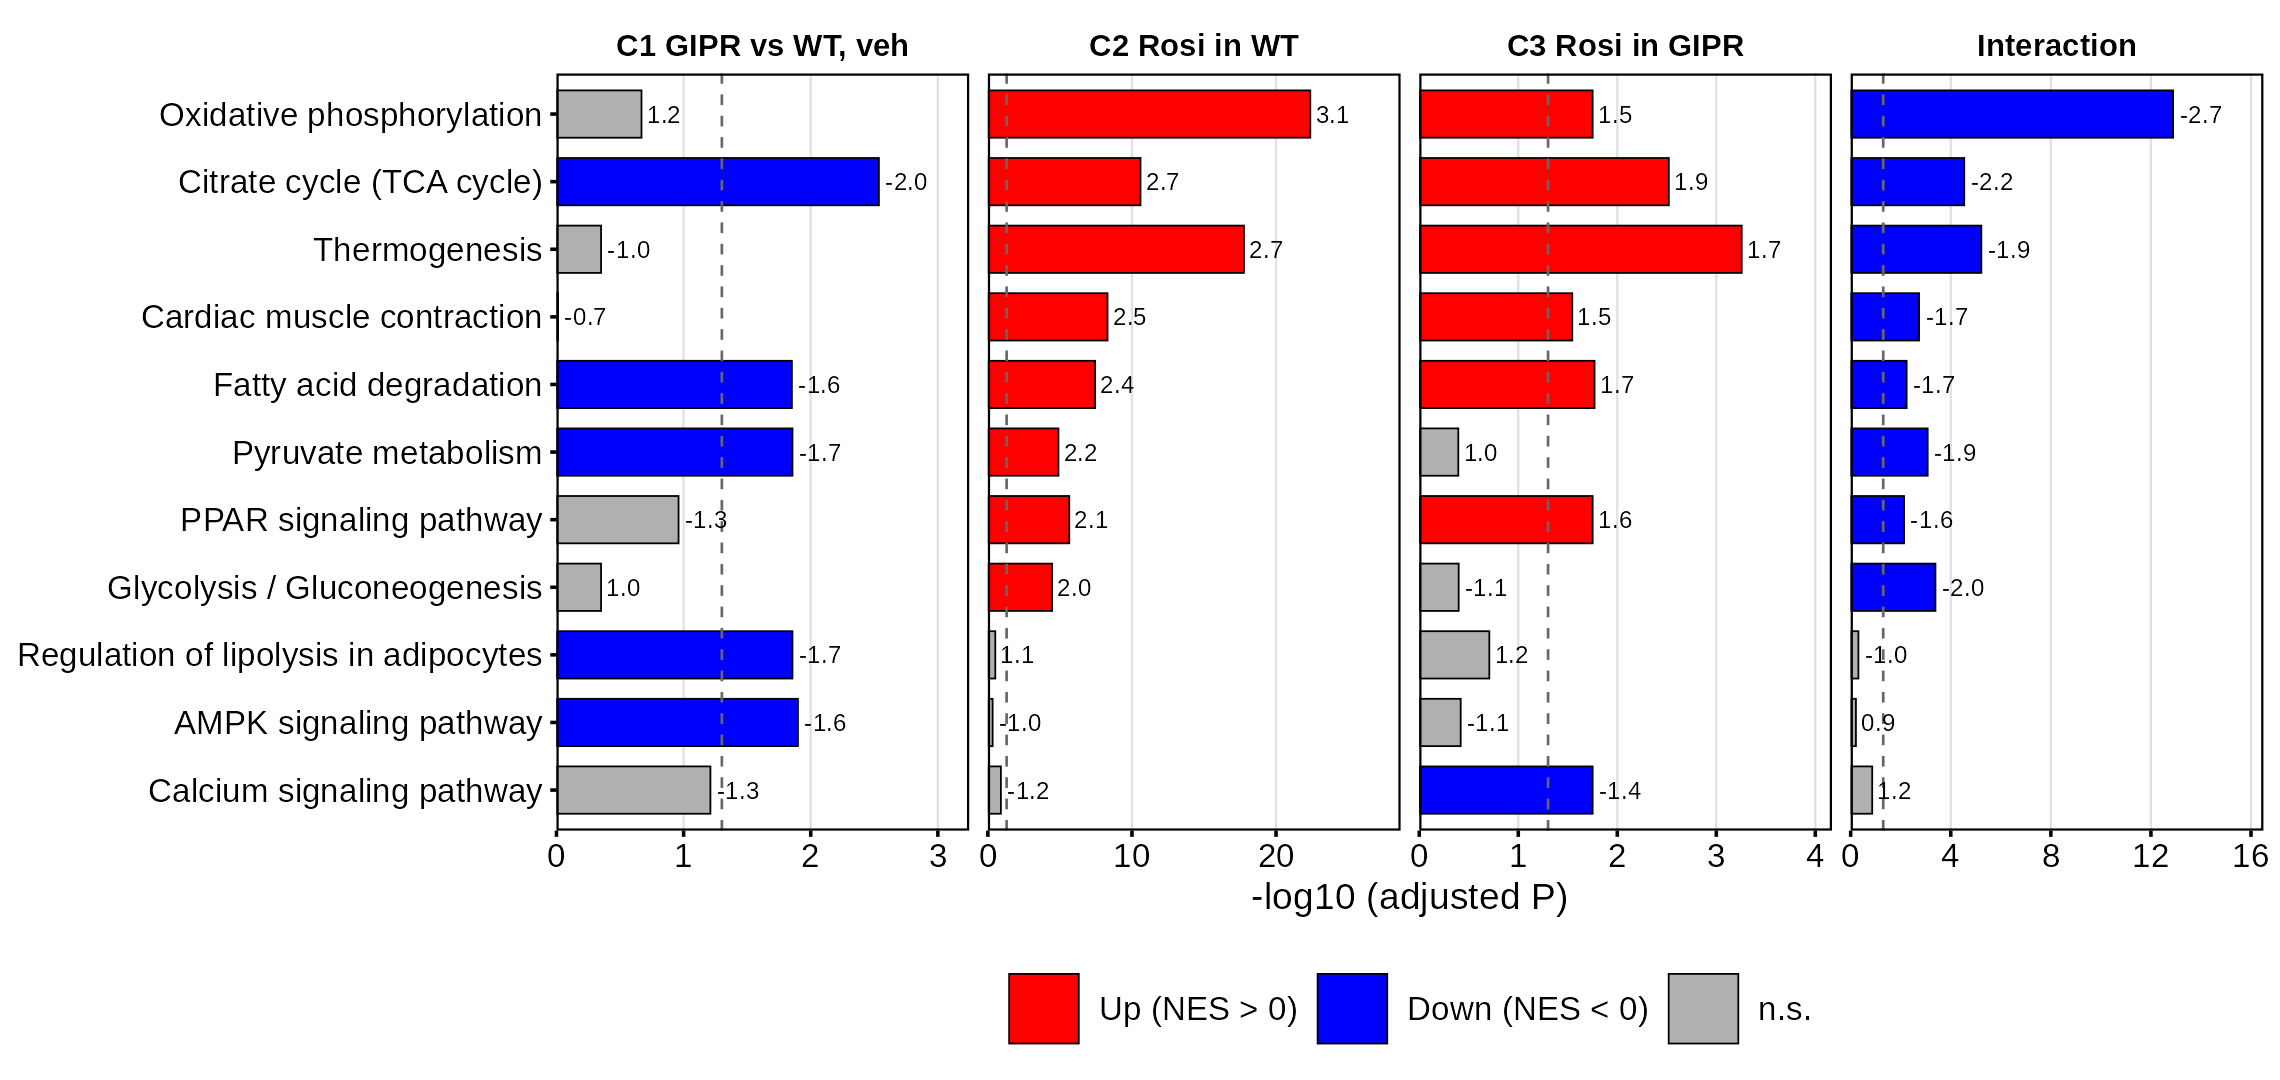 C1 GIPR vs WT, veh C2 Rosi in WT C3 Rosi in GIPR Interaction
Oxidative phosphorylation 1.2 3.1 1.5 -2.7
Citrate cycle (TCA cycle) -2.0 2.7 1.9 -2.2
Thermogenesis -1.0 2.7 1.7 -1.9
Cardiac muscle contraction -0.7 2.5 1.5 -1.7
Fatty acid degradation -1.6 2.4 1.7 -1.7
Pyruvate metabolism -1.7 2.2 1.0 -1.9
PPAR signaling pathway -1.3 2.1 1.6 -1.6
Glycolysis / Gluconeogenesis 1.0 2.0 -1.1 -2.0
Regulation of lipolysis in adipocytes -1.7 1.1 1.2 -1.0
AMPK signaling pathway -1.6 -1.0 -1.1 0.9
Calcium signaling pathway -1.3 -1.2 -1.4 1.2
0 1 2 3 0 10 20 0 1 2 3 4 0 4 8 12 16
-log10 (adjusted P)
Up (NES > 0) Down (NES < 0) n.s.